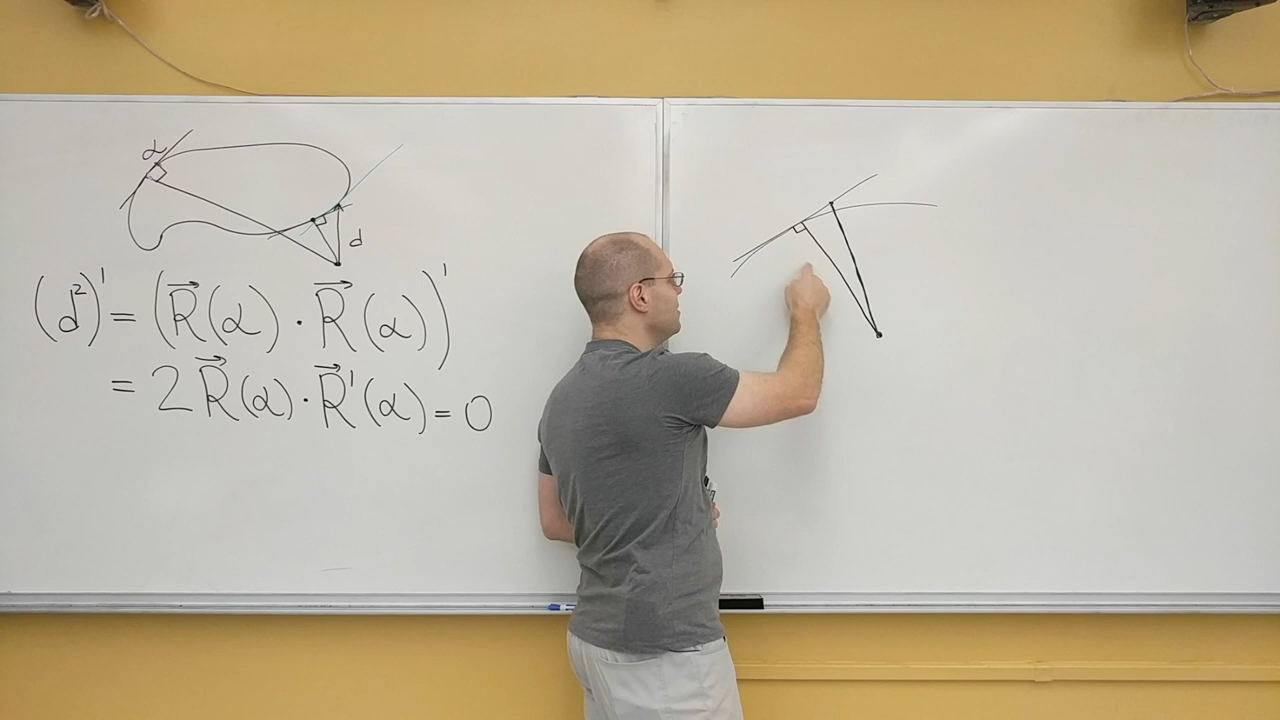 α
d
(d²)' = (R⃗(α) · R⃗(α))'
= 2R⃗(α) · R⃗'(α) = 0